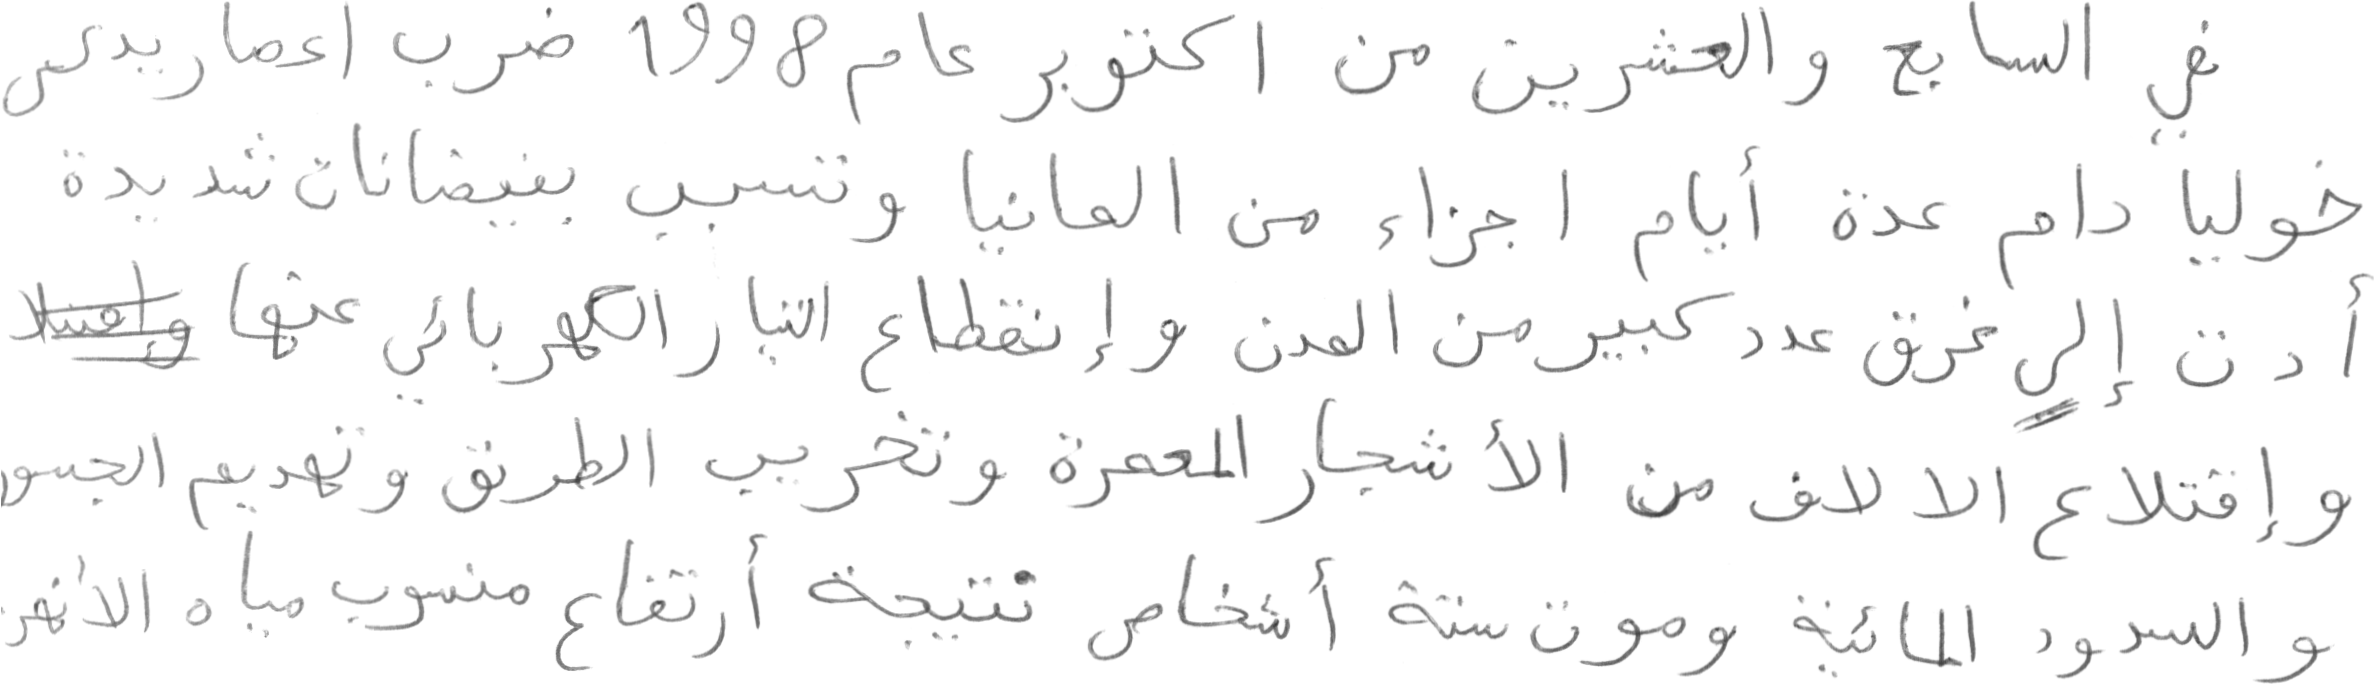 في السابع والعشرين من اكتوبر عام 1998 ضرب اعصار يدعى
خوليا دام عدة أيام اجزاء من المانيا وتسبب بفيضانات شديدة
أدت إلى غرق عدد كبير من المدن وإنقطاع التيار الكهربائي عنها
وإقتلاع الالاف من الأشجار المعمرة وتخريب الطرق وتهديم الجسور
والسدود المائية وموت ستة أشخاص نتيجة أرتفاع منسوب مياه الأنهر